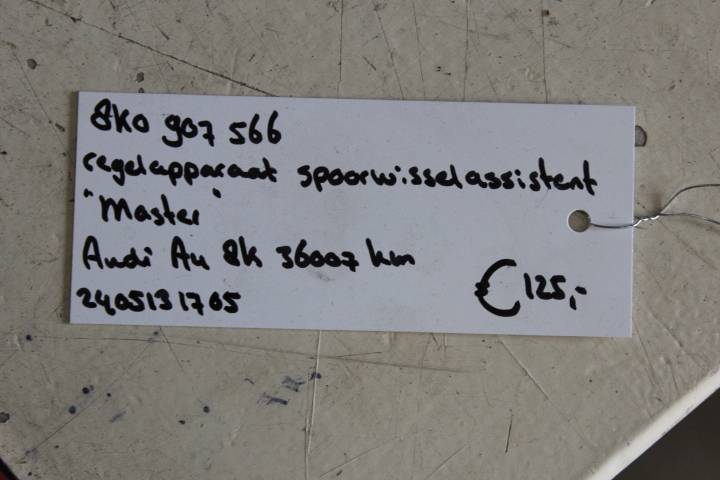 8K0 907 566
regelapparaat spoorwisselassistent
"Master"
Audi A4 8K 36007 km
2405131705
€125,-